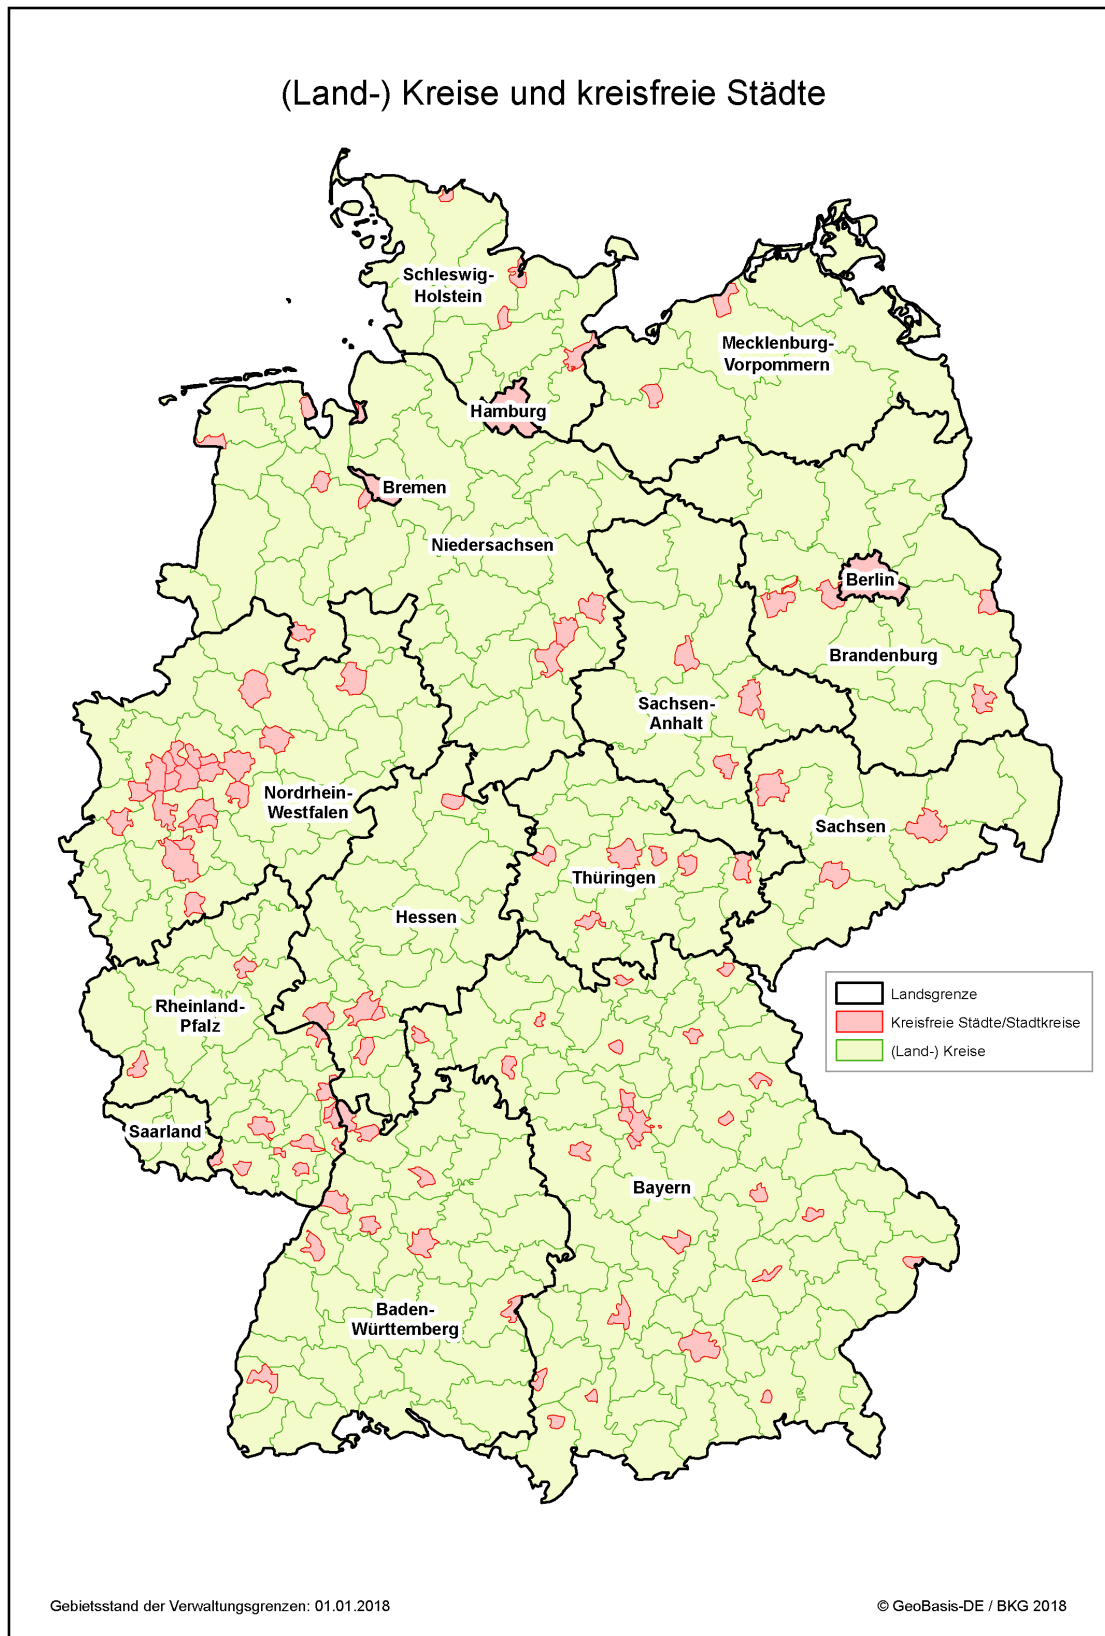 (Land-) Kreise und kreisfreie Städte
Schleswig-
Holstein
Mecklenburg-
Vorpommern
Hamburg
Bremen
Niedersachsen
Berlin
Brandenburg
Sachsen-
Anhalt
Nordrhein-
Westfalen
Sachsen
Thüringen
Hessen
Rheinland-
Pfalz
Landsgrenze
Kreisfreie Städte/Stadtkreise
(Land-) Kreise
Saarland
Bayern
Baden-
Württemberg
Gebietsstand der Verwaltungsgrenzen: 01.01.2018
© GeoBasis-DE / BKG 2018